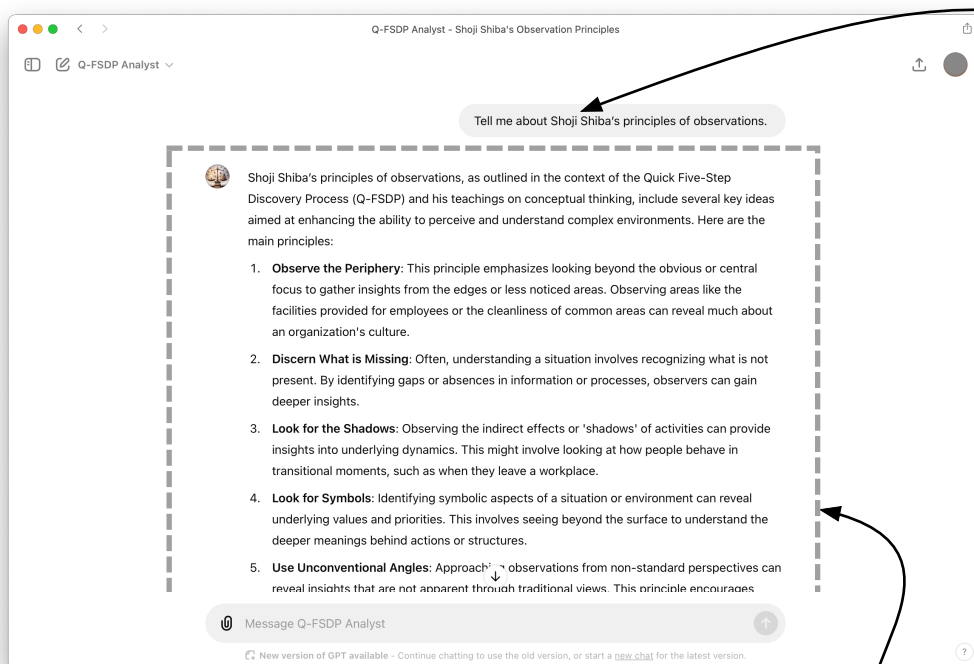 Q-FSDP Analyst - Shoji Shiba's Observation Principles
Q-FSDP Analyst
Tell me about Shoji Shiba's principles of observations.
Shoji Shiba's principles of observations, as outlined in the context of the Quick Five-Step
Discovery Process (Q-FSDP) and his teachings on conceptual thinking, include several key ideas
aimed at enhancing the ability to perceive and understand complex environments. Here are the
main principles:
1. Observe the Periphery: This principle emphasizes looking beyond the obvious or central
focus to gather insights from the edges or less noticed areas. Observing areas like the
facilities provided for employees or the cleanliness of common areas can reveal much about
an organization's culture.
2. Discern What is Missing: Often, understanding a situation involves recognizing what is not
present. By identifying gaps or absences in information or processes, observers can gain
deeper insights.
3. Look for the Shadows: Observing the indirect effects or 'shadows' of activities can provide
insights into underlying dynamics. This might involve looking at how people behave in
transitional moments, such as when they leave a workplace.
4. Look for Symbols: Identifying symbolic aspects of a situation or environment can reveal
underlying values and priorities. This involves seeing beyond the surface to understand the
deeper meanings behind actions or structures.
5. Use Unconventional Angles: Approaching observations from non-standard perspectives can
reveal insights that are not apparent through traditional views. This principle encourages
Message Q-FSDP Analyst
New version of GPT available - Continue chatting to use the old version, or start a new chat for the latest version.
?